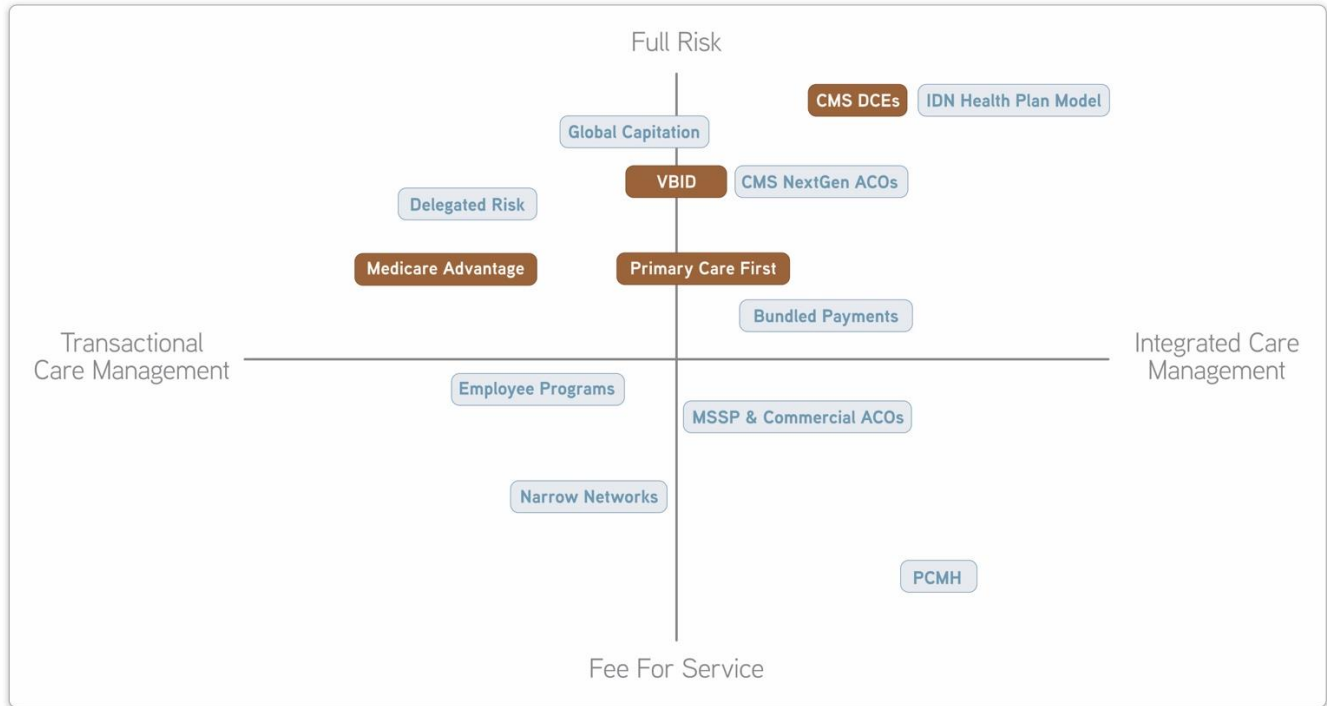 Full Risk
CMS DCEs
IDN Health Plan Model
Global Capitation
VBID
CMS NextGen ACOs
Delegated Risk
Medicare Advantage
Primary Care First
Bundled Payments
Transactional
Care Management
Integrated Care
Management
Employee Programs
MSSP & Commercial ACOs
Narrow Networks
PCMH
Fee For Service